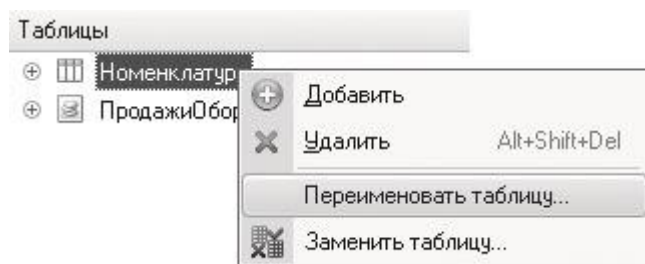 Таблицы
Номенклатур
ПродажиОбор
Добавить
Удалить Alt+Shift+Del
Переименовать таблицу...
Заменить таблицу...